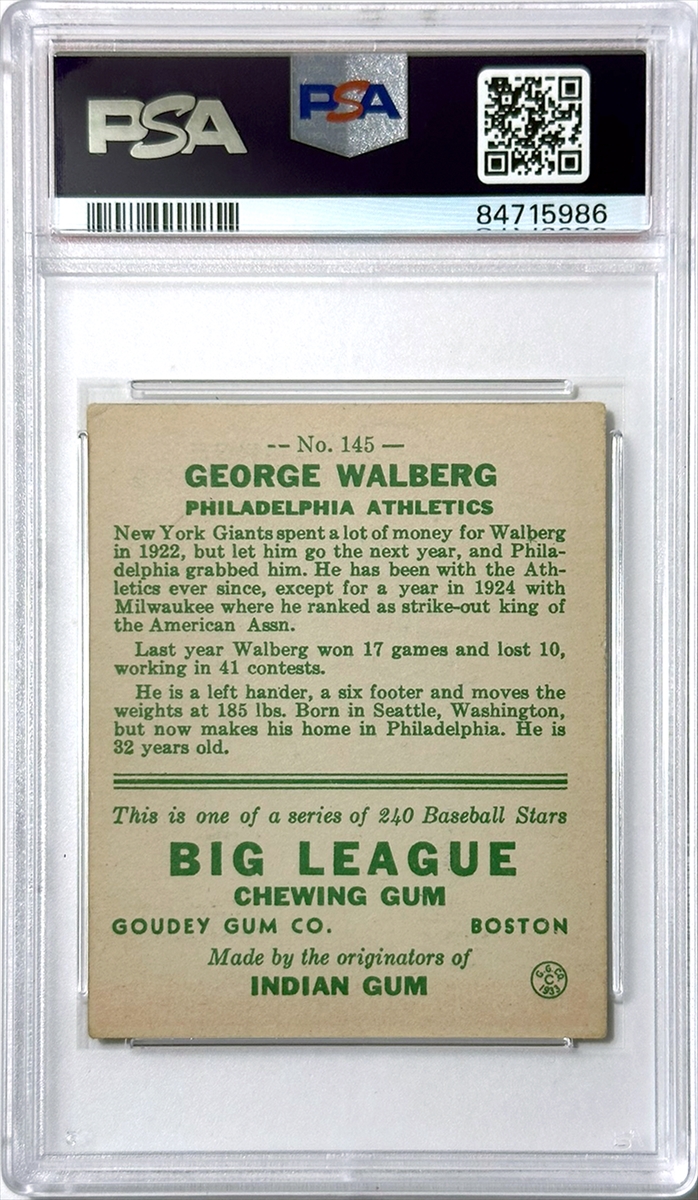 PSA
PSA
84715986
-- No. 145 —
GEORGE WALBERG
PHILADELPHIA ATHLETICS
New York Giants spent a lot of money for Walberg
in 1922, but let him go the next year, and Phila-
delphia grabbed him. He has been with the Ath-
letics ever since, except for a year in 1924 with
Milwaukee where he ranked as strike-out king of
the American Assn.
Last year Walberg won 17 games and lost 10,
working in 41 contests.
He is a left hander, a six footer and moves the
weights at 185 lbs. Born in Seattle, Washington,
but now makes his home in Philadelphia. He is
32 years old.
This is one of a series of 240 Baseball Stars
BIG LEAGUE
CHEWING GUM
GOUDEY GUM CO. BOSTON
Made by the originators of
INDIAN GUM
G.G.CO.
C
1933